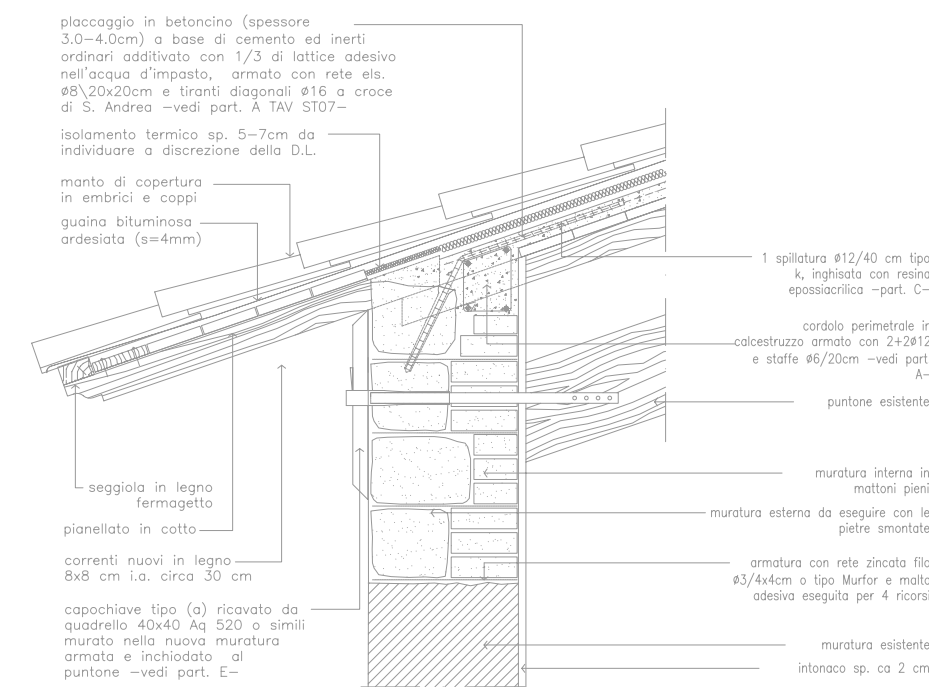 placcaggio in betoncino (spessore
3.0-4.0cm) a base di cemento ed inerti
ordinari additivato con 1/3 di lattice adesivo
nell'acqua d'impasto, armato con rete els.
ø8\20x20cm e tiranti diagonali ø16 a croce
di S. Andrea -vedi part. A TAV ST07-
isolamento termico sp. 5-7cm da
individuare a discrezione della D.L.
manto di copertura
in embrici e coppi
guaina bituminosa
ardesiata (s=4mm)
seggiola in legno
fermagetto
pianellato in cotto
correnti nuovi in legno
8x8 cm i.a. circa 30 cm
capochiave tipo (a) ricavato da
quadrello 40x40 Aq 520 o simili
murato nella nuova muratura
armata e inchiodato al
puntone -vedi part. E-
1 spillatura ø12/40 cm tipo
k, inghisata con resina
epossiacrilica -part. C-
cordolo perimetrale in
calcestruzzo armato con 2+2ø12
e staffe ø6/20cm -vedi part
A-
puntone esistente
muratura interna in
mattoni pieni
muratura esterna da eseguire con le
pietre smontate
armatura con rete zincata filo
ø3/4x4cm o tipo Murfor e malta
adesiva eseguita per 4 ricorsi
muratura esistente
intonaco sp. ca 2 cm